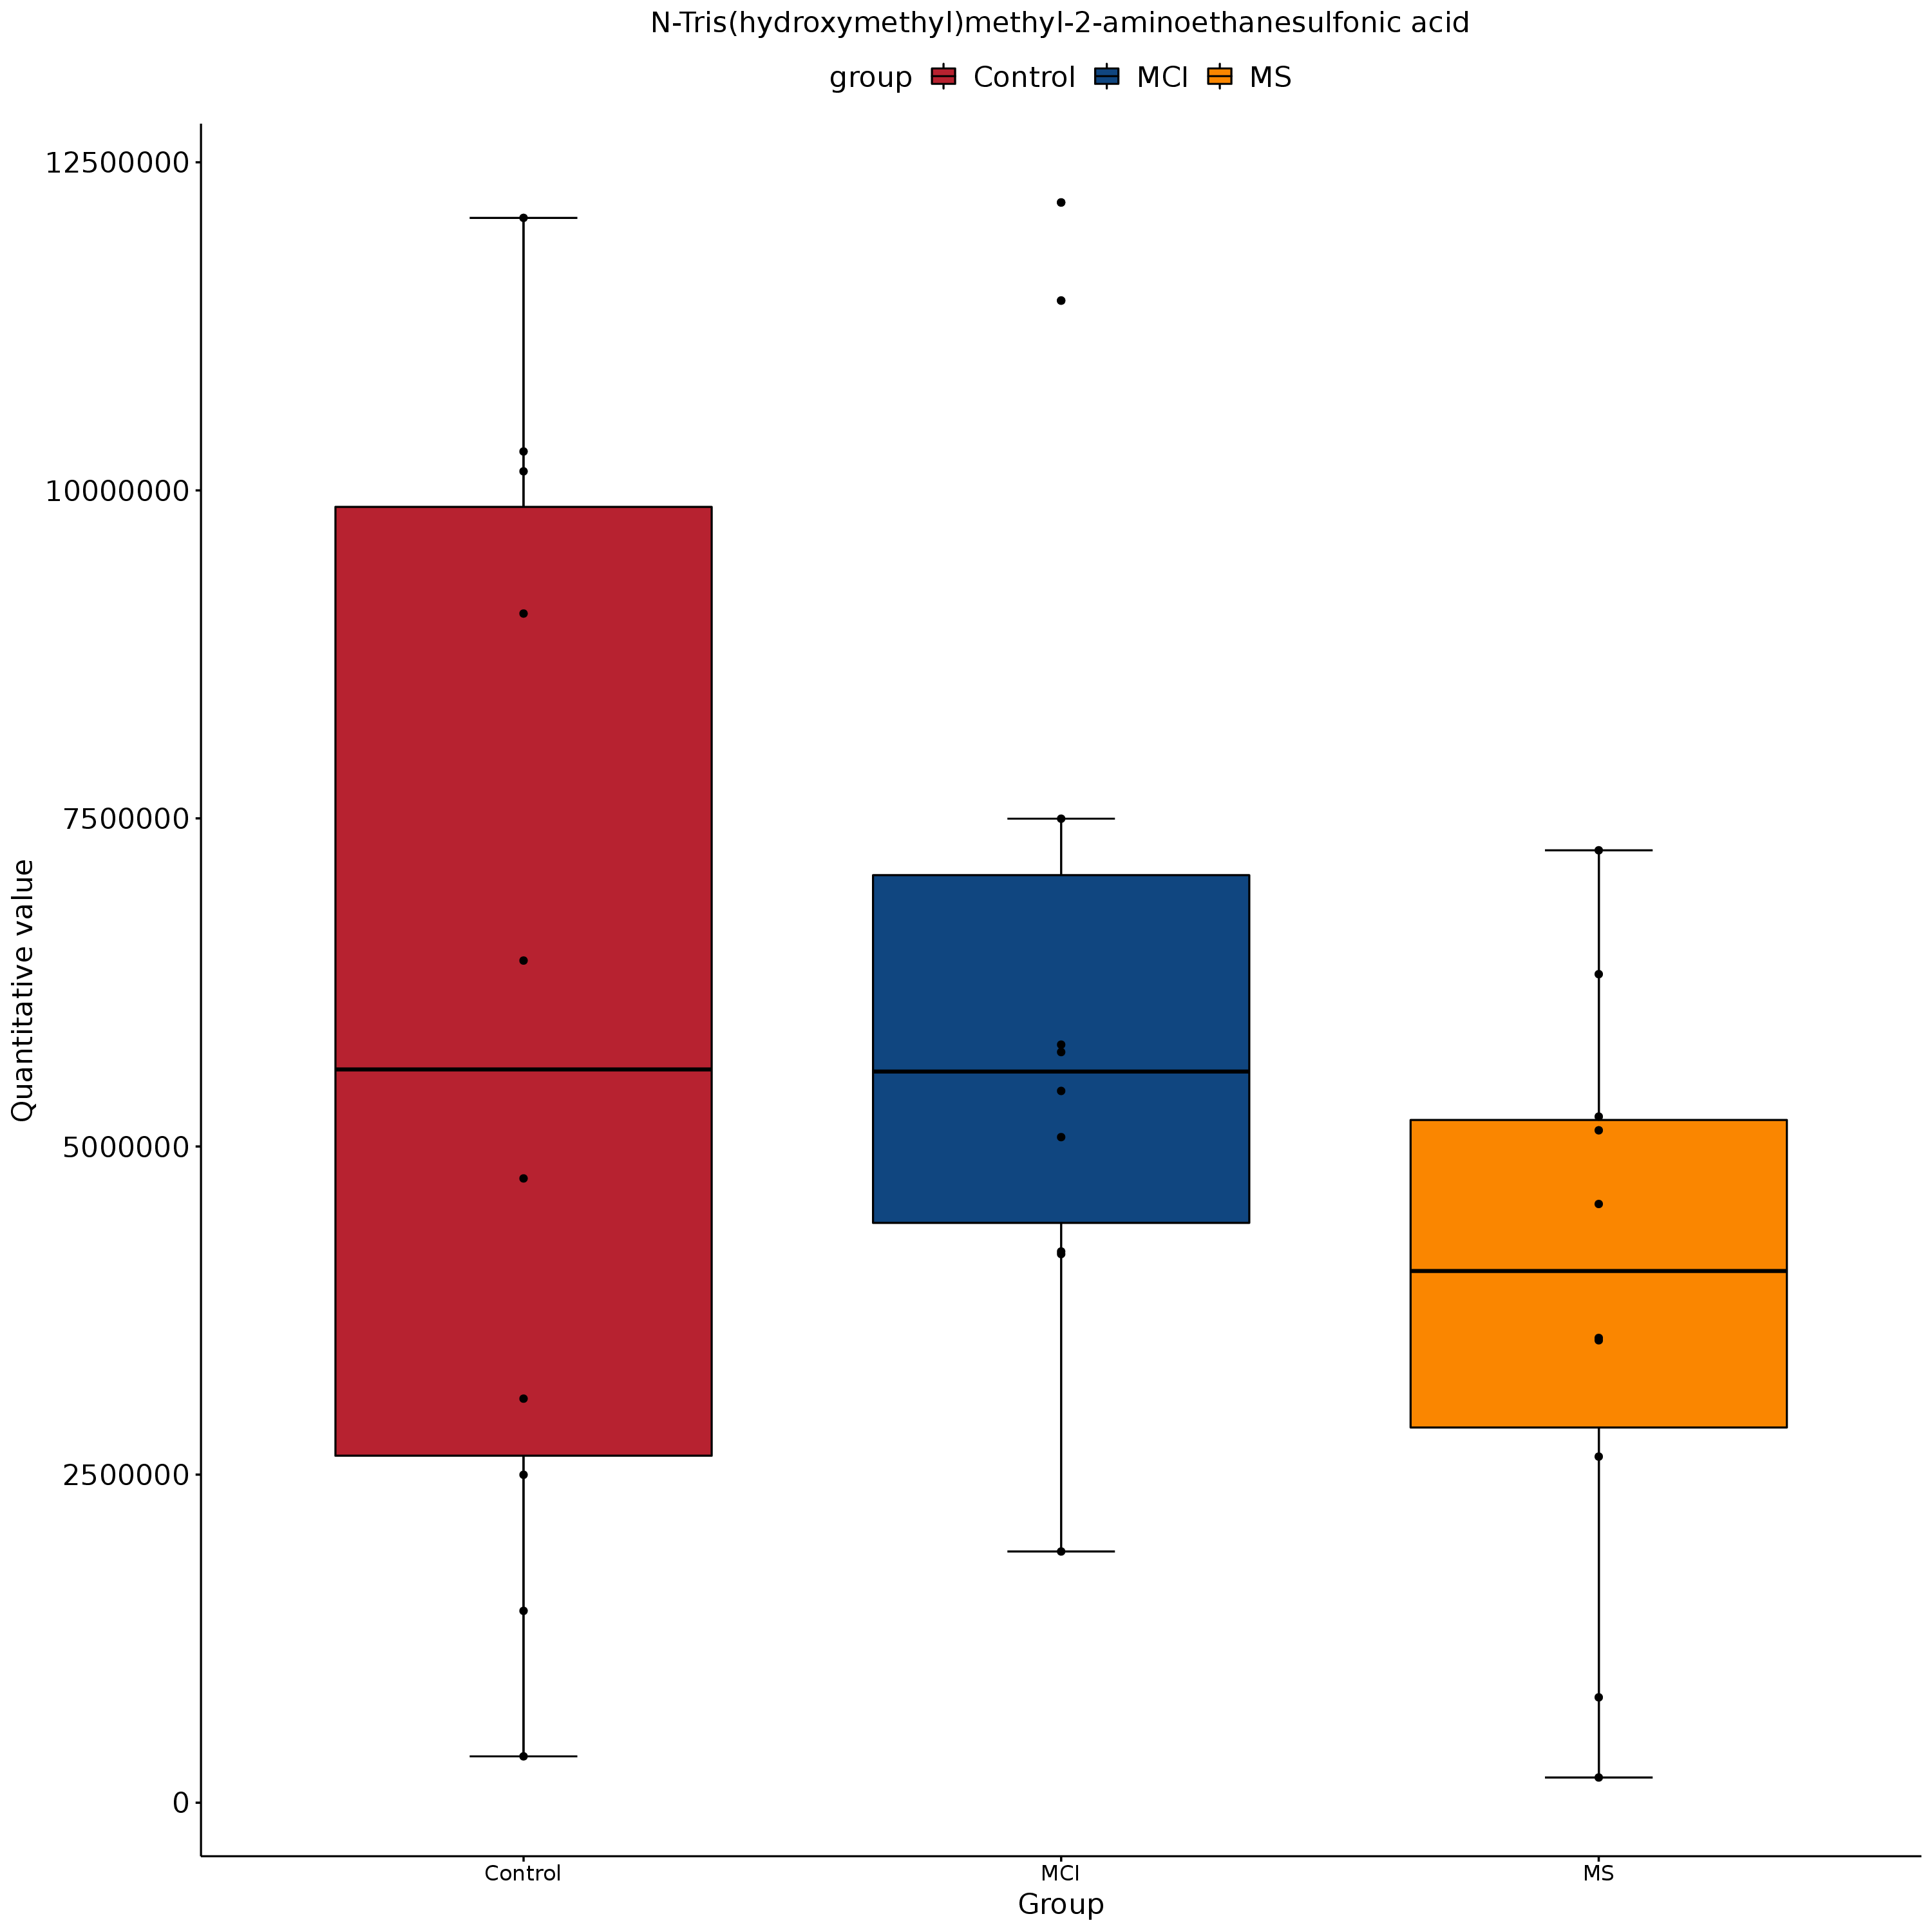 N-Tris(hydroxymethyl)methyl-2-aminoethanesulfonic acid
group Control MCI MS
12500000
10000000
7500000
5000000
2500000
0
Quantitative value
Control MCI MS
Group